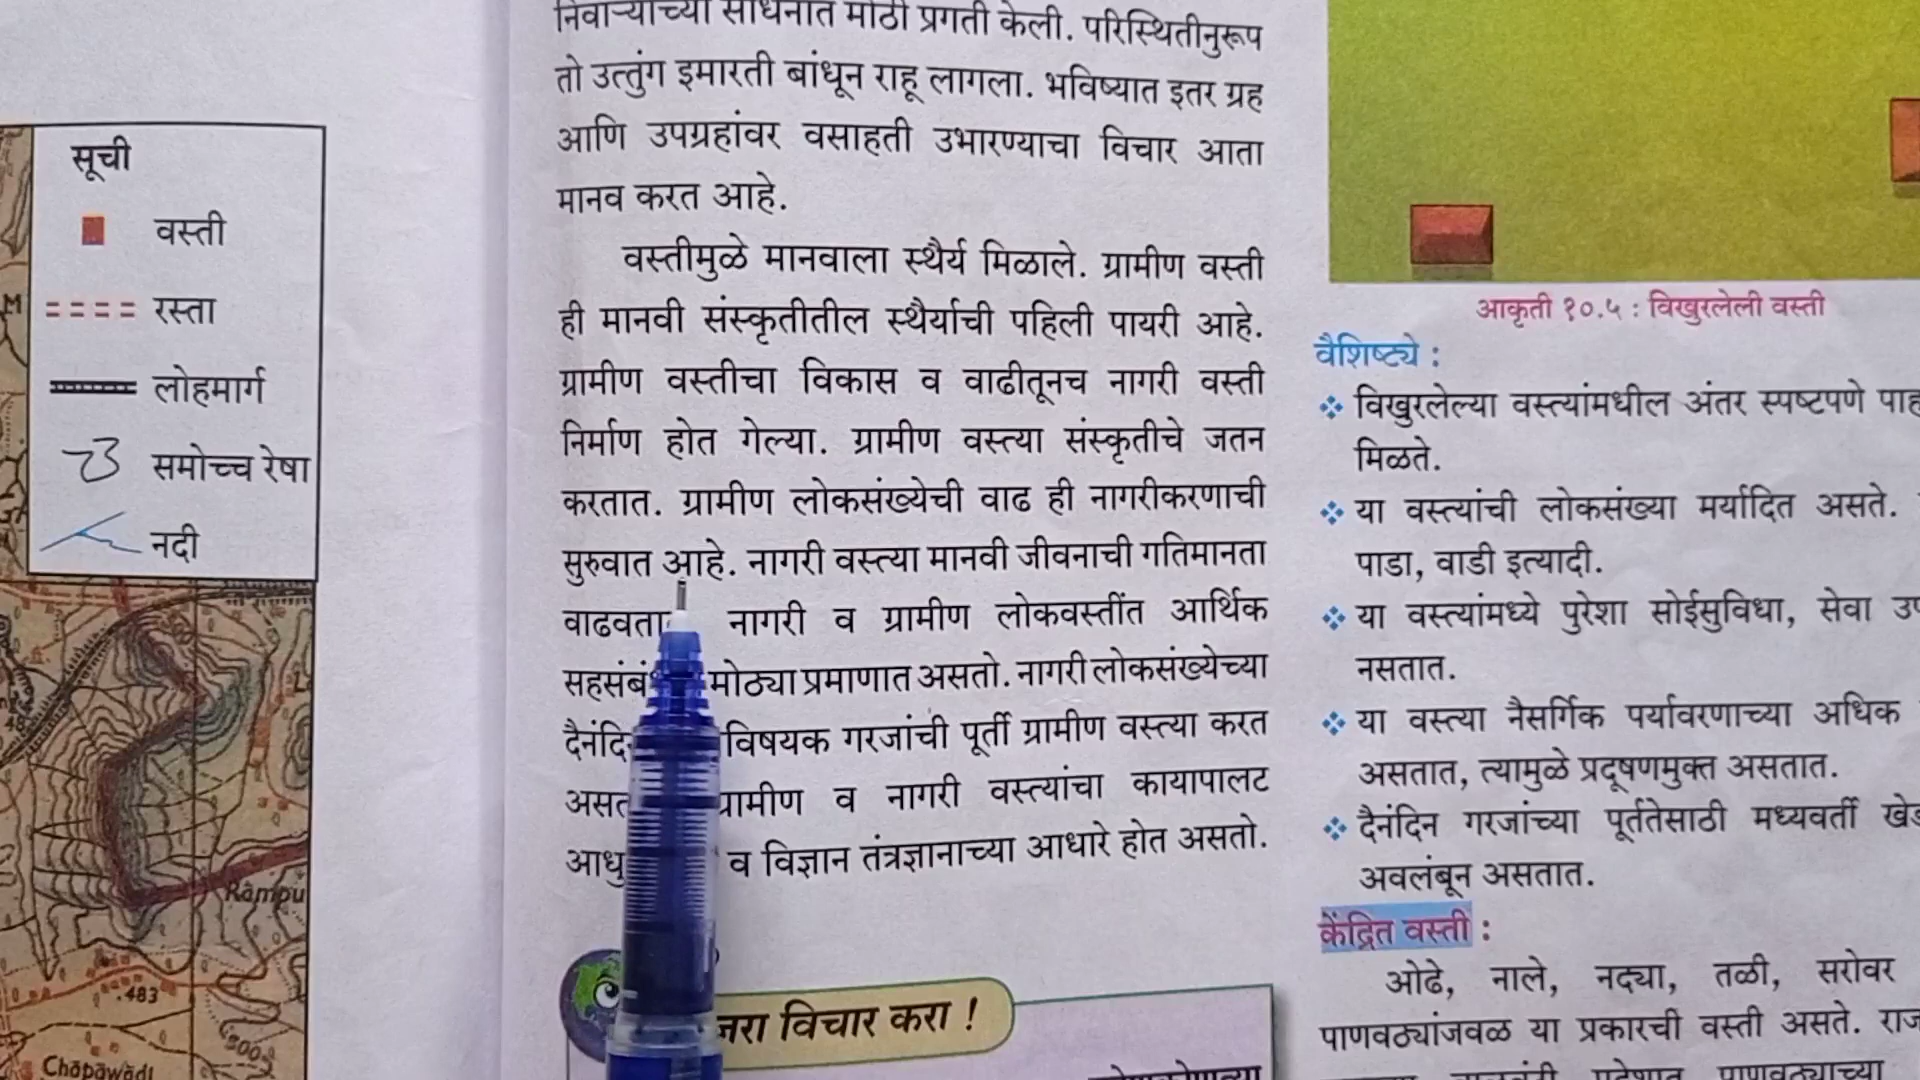 सूची
वस्ती
रस्ता
लोहमार्ग
समोच्च रेषा
नदी
Rampu
.483
500
Chāpāwādi
निवाऱ्याच्या साधनात मोठी प्रगती केली. परिस्थितीनुरूप
तो उत्तुंग इमारती बांधून राहू लागला. भविष्यात इतर ग्रह
आणि उपग्रहांवर वसाहती उभारण्याचा विचार आता
मानव करत आहे.
वस्तीमुळे मानवाला स्थैर्य मिळाले. ग्रामीण वस्ती
ही मानवी संस्कृतीतील स्थैर्याची पहिली पायरी आहे.
ग्रामीण वस्तीचा विकास व वाढीतूनच नागरी वस्ती
निर्माण होत गेल्या. ग्रामीण वस्त्या संस्कृतीचे जतन
करतात. ग्रामीण लोकसंख्येची वाढ ही नागरीकरणाची
सुरुवात आहे. नागरी वस्त्या मानवी जीवनाची गतिमानता
वाढवता नागरी व ग्रामीण लोकवस्तींत आर्थिक
सहसंबं मोठ्या प्रमाणात असतो. नागरी लोकसंख्येच्या
दैनंदि विषयक गरजांची पूर्ती ग्रामीण वस्त्या करत
असत ग्रामीण व नागरी वस्त्यांचा कायापालट
आधु व विज्ञान तंत्रज्ञानाच्या आधारे होत असतो.
जरा विचार करा !
आकृती १०.५ : विखुरलेली वस्ती
वैशिष्ट्ये :
❖ विखुरलेल्या वस्त्यांमधील अंतर स्पष्टपणे पाह
मिळते.
❖ या वस्त्यांची लोकसंख्या मर्यादित असते.
पाडा, वाडी इत्यादी.
❖ या वस्त्यांमध्ये पुरेशा सोईसुविधा, सेवा उप
नसतात.
❖ या वस्त्या नैसर्गिक पर्यावरणाच्या अधिक
असतात, त्यामुळे प्रदूषणमुक्त असतात.
❖ दैनंदिन गरजांच्या पूर्ततेसाठी मध्यवर्ती खे
अवलंबून असतात.
केंद्रित वस्ती :
ओढे, नाले, नद्या, तळी, सरोवर
पाणवठ्यांजवळ या प्रकारची वस्ती असते. राज